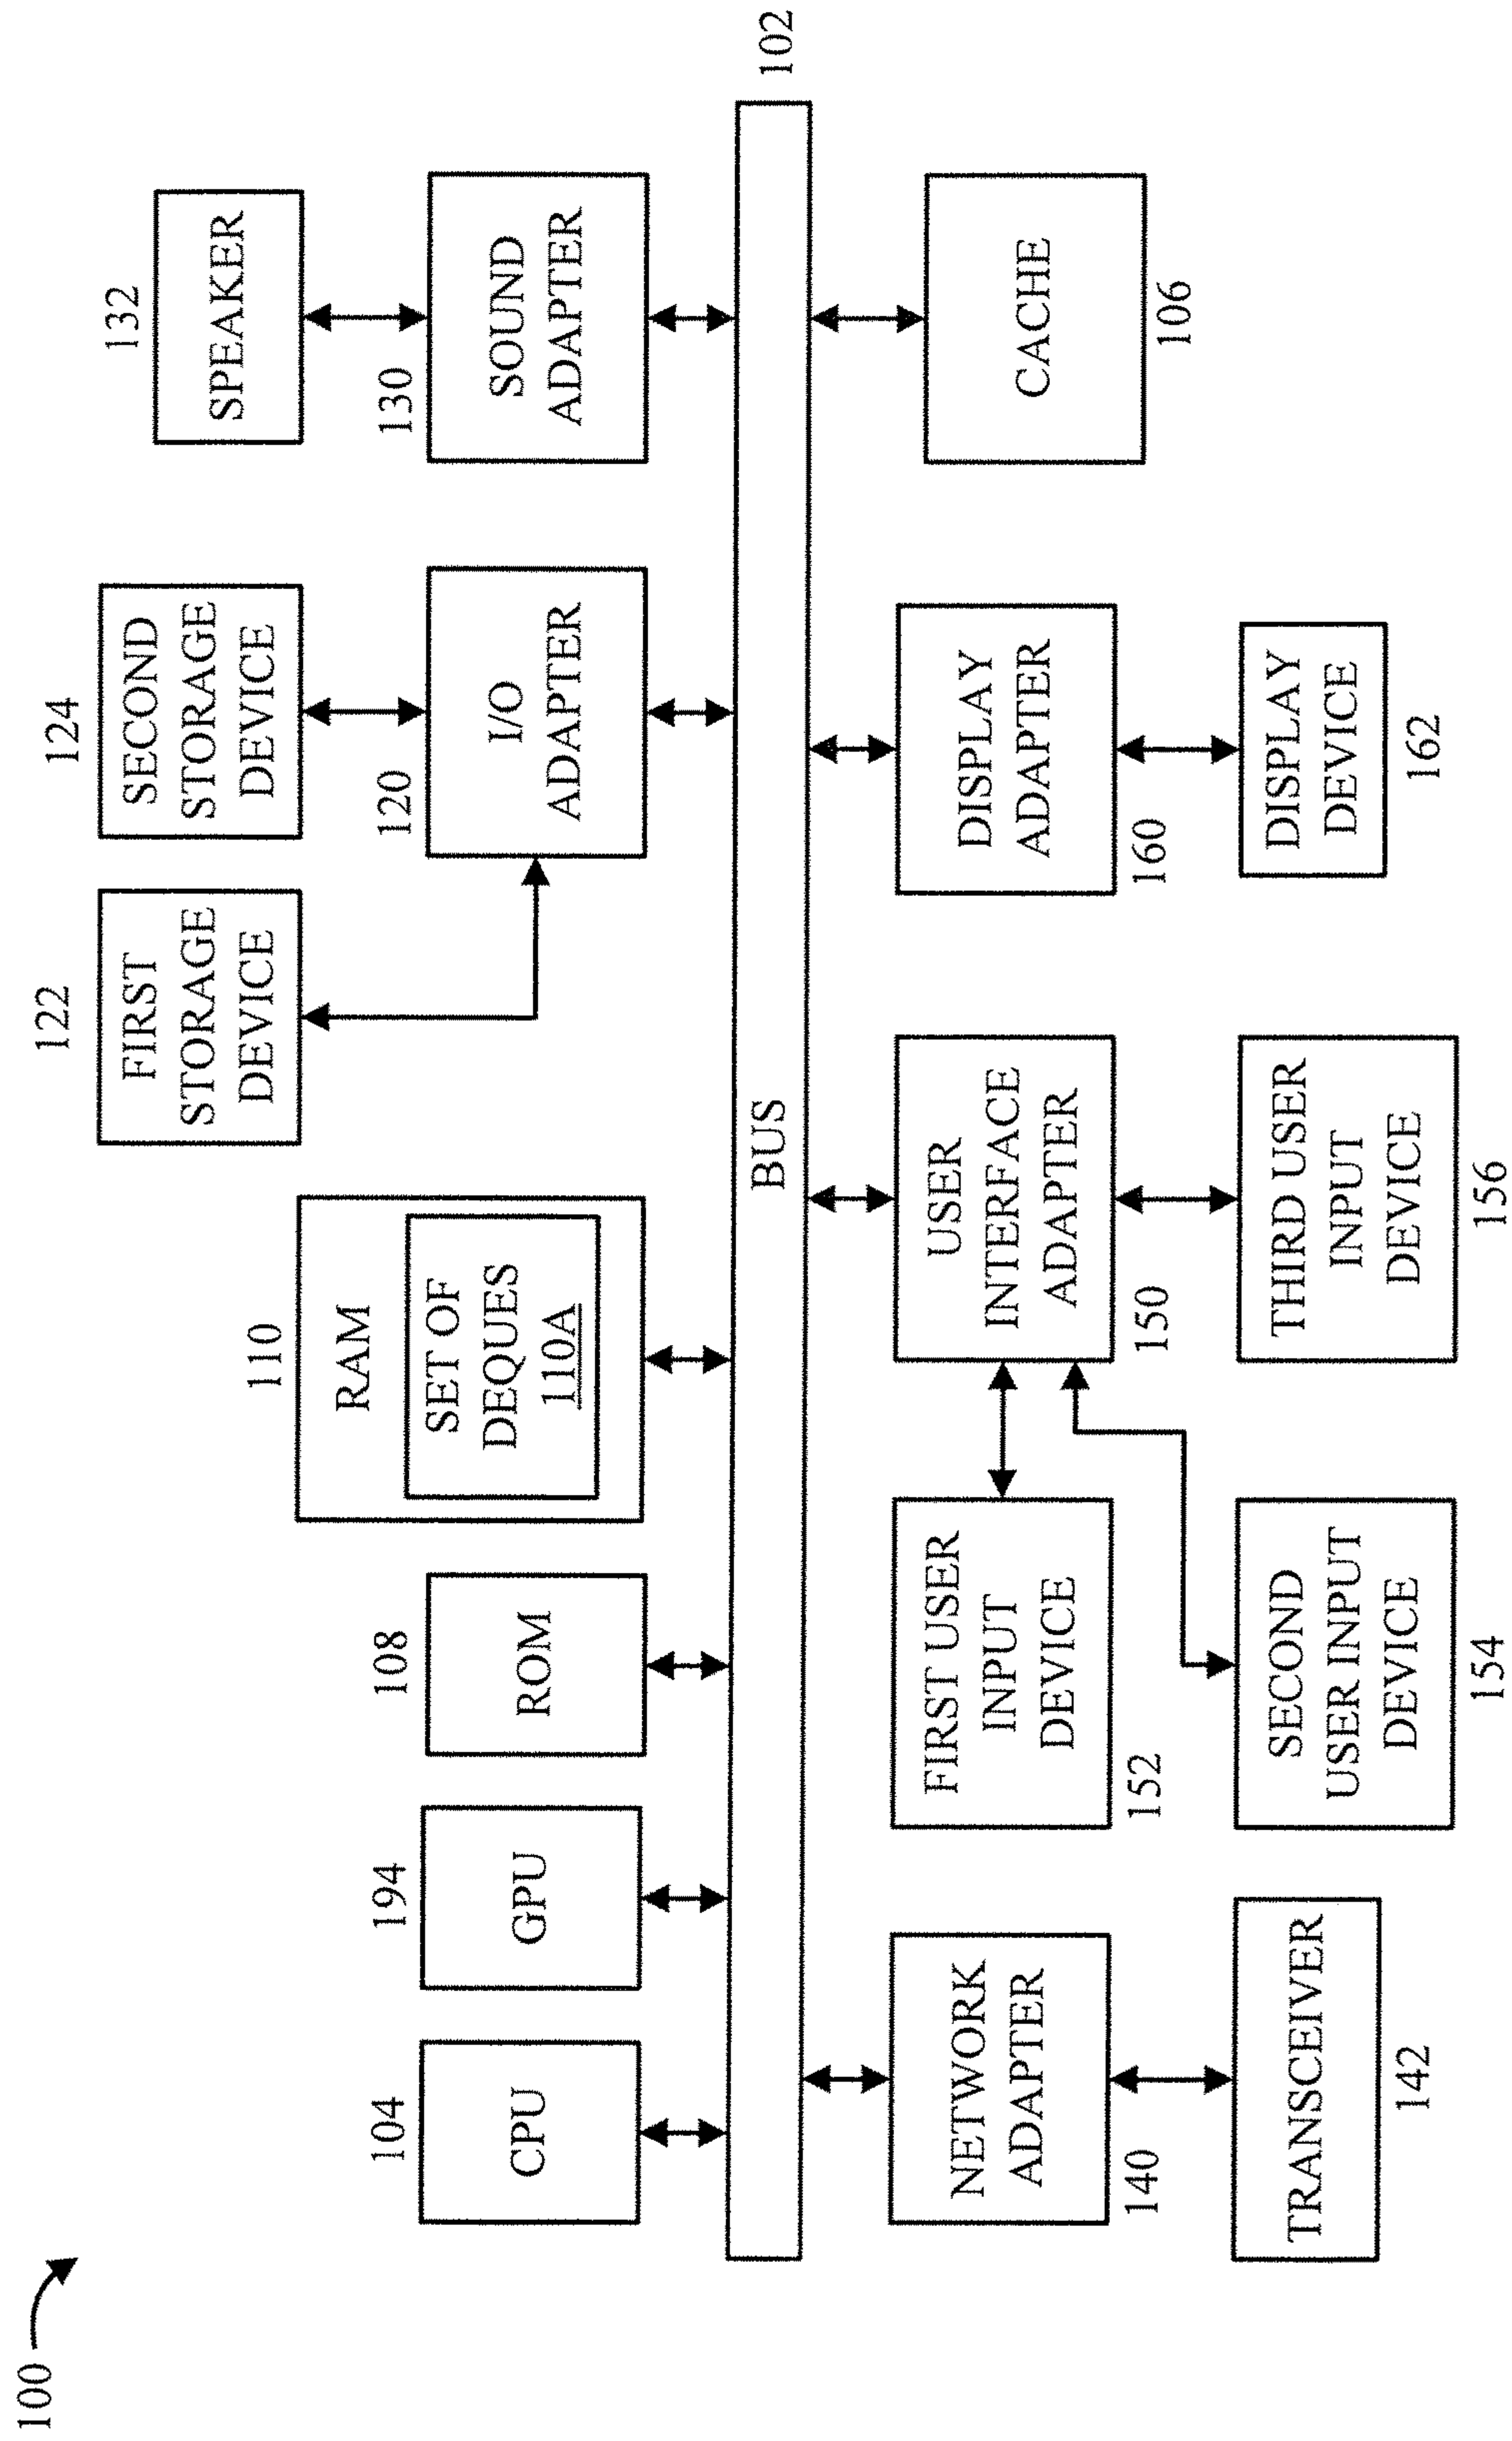 100
104
CPU
194
GPU
108
ROM
110
RAM
SET OF
DEQUES
110A
122
FIRST
STORAGE
DEVICE
124
SECOND
STORAGE
DEVICE
120
I/O
ADAPTER
132
SPEAKER
130
SOUND
ADAPTER
BUS
102
NETWORK
ADAPTER
140
TRANSCEIVER
142
FIRST USER
INPUT
DEVICE
152
SECOND
USER INPUT
DEVICE
154
USER
INTERFACE
ADAPTER
150
THIRD USER
INPUT
DEVICE
156
DISPLAY
ADAPTER
160
DISPLAY
DEVICE
162
CACHE
106